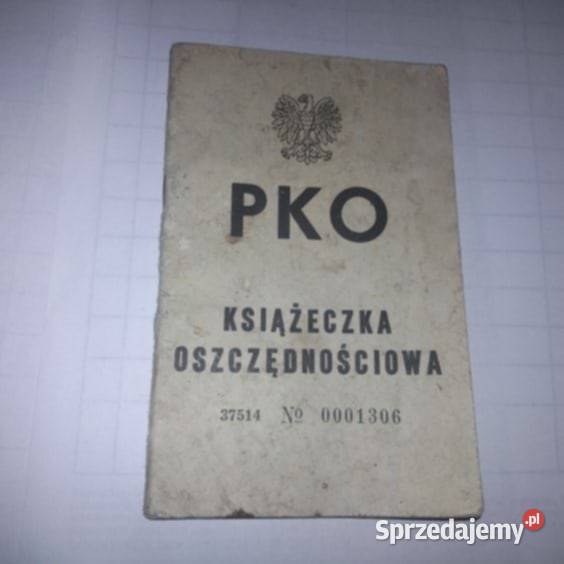 PKO
KSIĄŻECZKA
OSZCZĘDNOŚCIOWA
37514 № 0001306
Sprzedajemy.pl